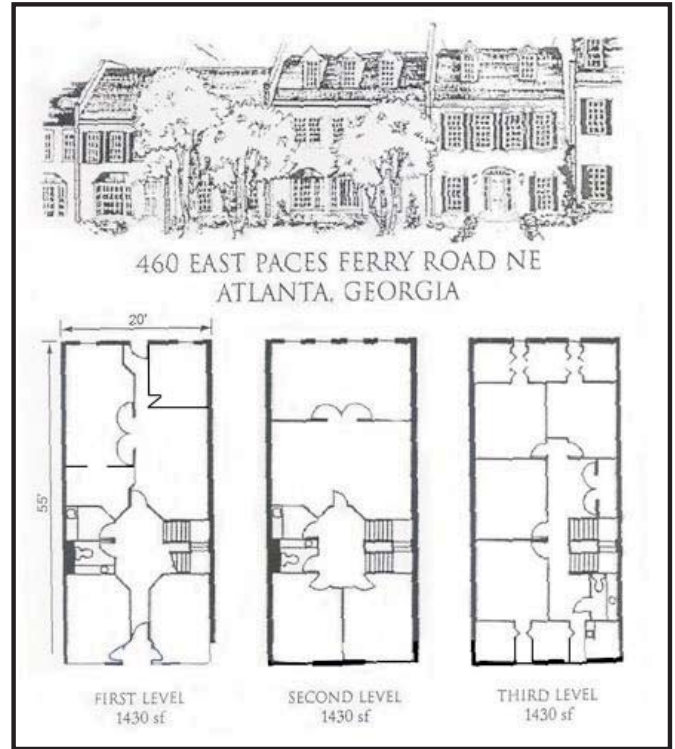 460 EAST PACES FERRY ROAD NE
ATLANTA, GEORGIA
20'
55'
FIRST LEVEL
1430 sf
SECOND LEVEL
1430 sf
THIRD LEVEL
1430 sf